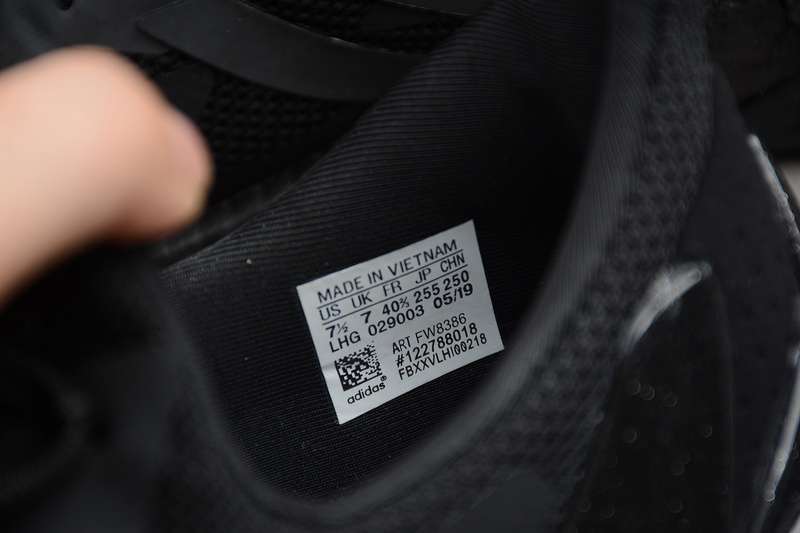 MADE IN VIETNAM
US UK FR JP CHN
7½ 7 40⅔ 255 250
LHG 029003 05/19
ART FW8386
#122788018
FBXXVLHI00218
adidas®